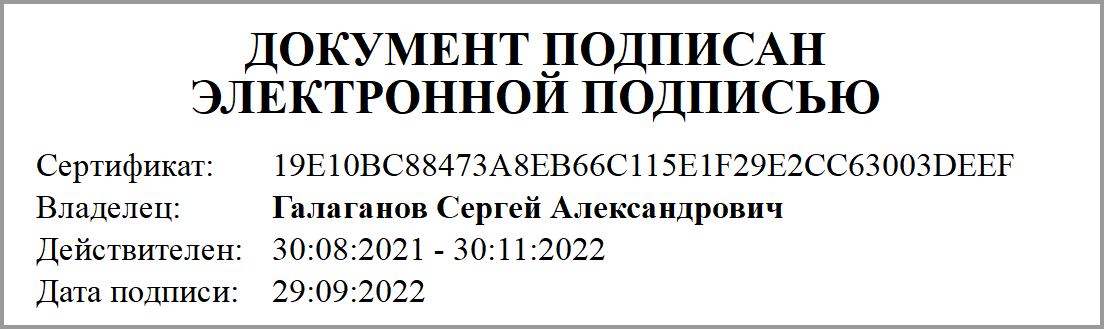 ДОКУМЕНТ ПОДПИСАН
ЭЛЕКТРОННОЙ ПОДПИСЬЮ
Сертификат: 19E10BC88473A8EB66C115E1F29E2CC63003DEEF
Владелец: Галаганов Сергей Александрович
Действителен: 30:08:2021 - 30:11:2022
Дата подписи: 29:09:2022